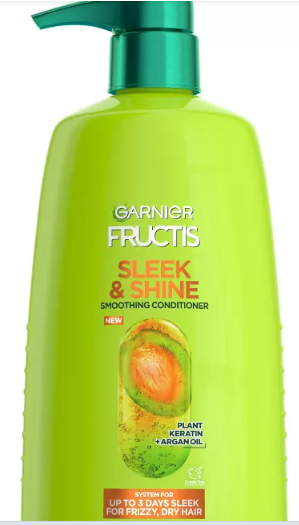 GARNIER
FRUCTIS
SLEEK
& SHINE
SMOOTHING CONDITIONER
NEW
PLANT
KERATIN
+ ARGAN OIL
SYSTEM FOR
UP TO 3 DAYS SLEEK
FOR FRIZZY, DRY HAIR